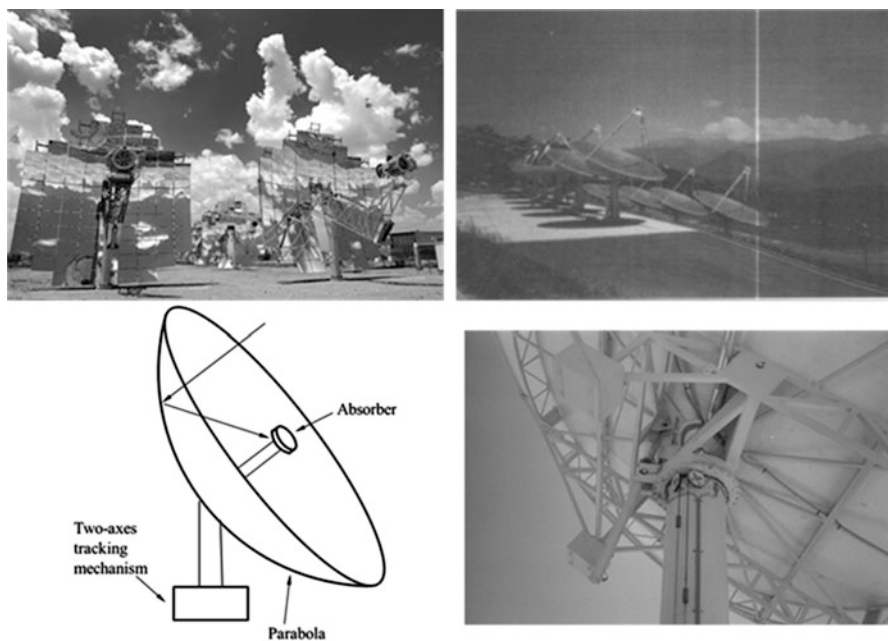 Absorber
Two-axes
tracking
mechanism
Parabola